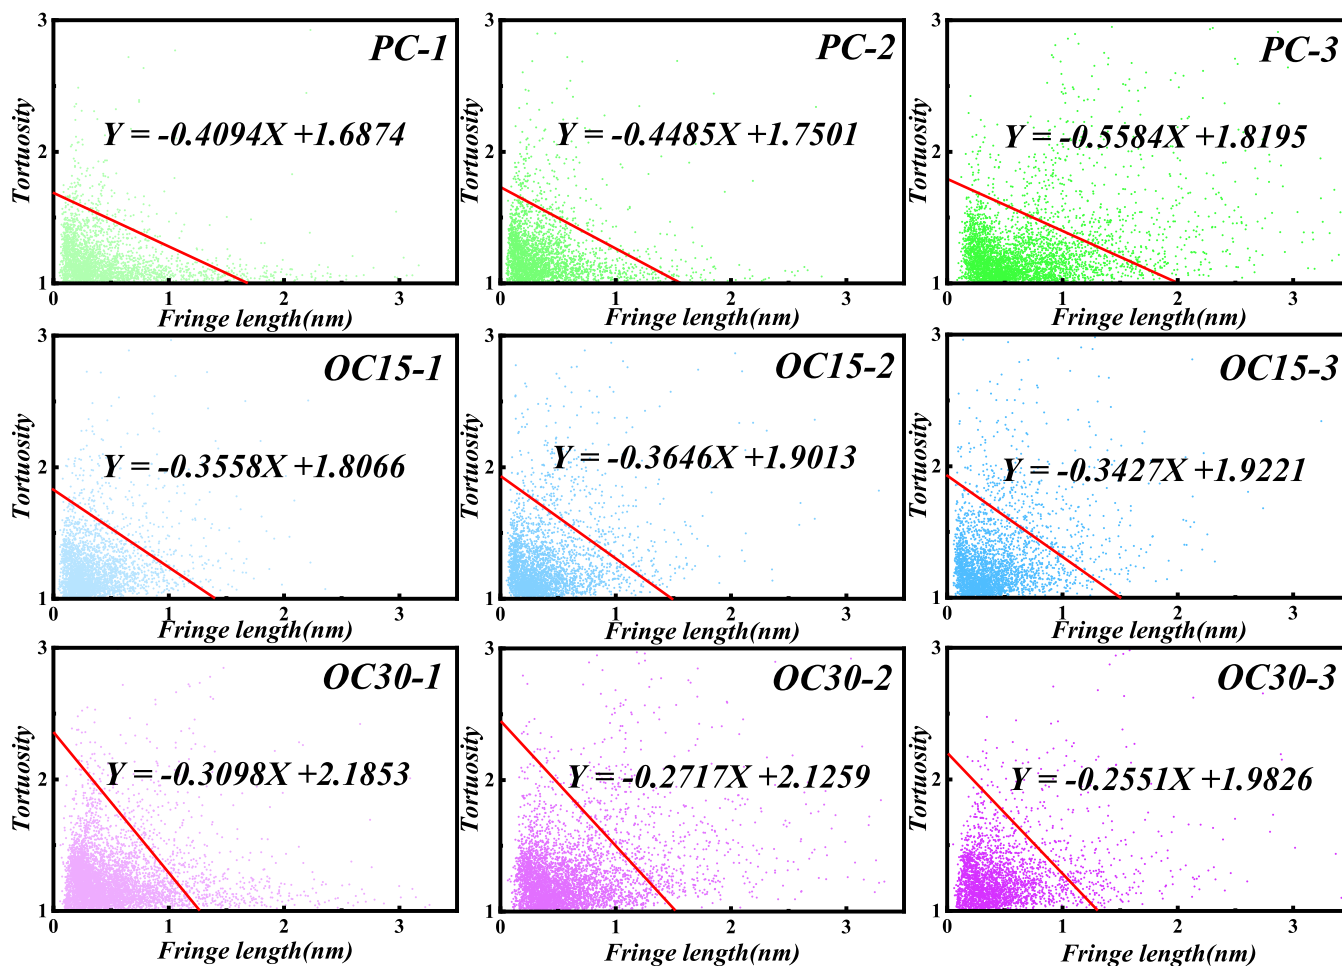 3
PC-1
Y = -0.4094X +1.6874
2
Tortuosity
1
0 1 2 3
Fringe length(nm)
3
PC-2
Y = -0.4485X +1.7501
2
Tortuosity
1
0 1 2 3
Fringe length(nm)
3
PC-3
Y = -0.5584X +1.8195
2
Tortuosity
1
0 1 2 3
Fringe length(nm)
3
OC15-1
Y = -0.3558X +1.8066
2
Tortuosity
1
0 1 2 3
Fringe length(nm)
3
OC15-2
Y = -0.3646X +1.9013
2
Tortuosity
1
0 1 2 3
Fringe length(nm)
3
OC15-3
Y = -0.3427X +1.9221
2
Tortuosity
1
0 1 2 3
Fringe length(nm)
3
OC30-1
Y = -0.3098X +2.1853
2
Tortuosity
1
0 1 2 3
Fringe length(nm)
3
OC30-2
Y = -0.2717X +2.1259
2
Tortuosity
1
0 1 2 3
Fringe length(nm)
3
OC30-3
Y = -0.2551X +1.9826
2
Tortuosity
1
0 1 2 3
Fringe length(nm)